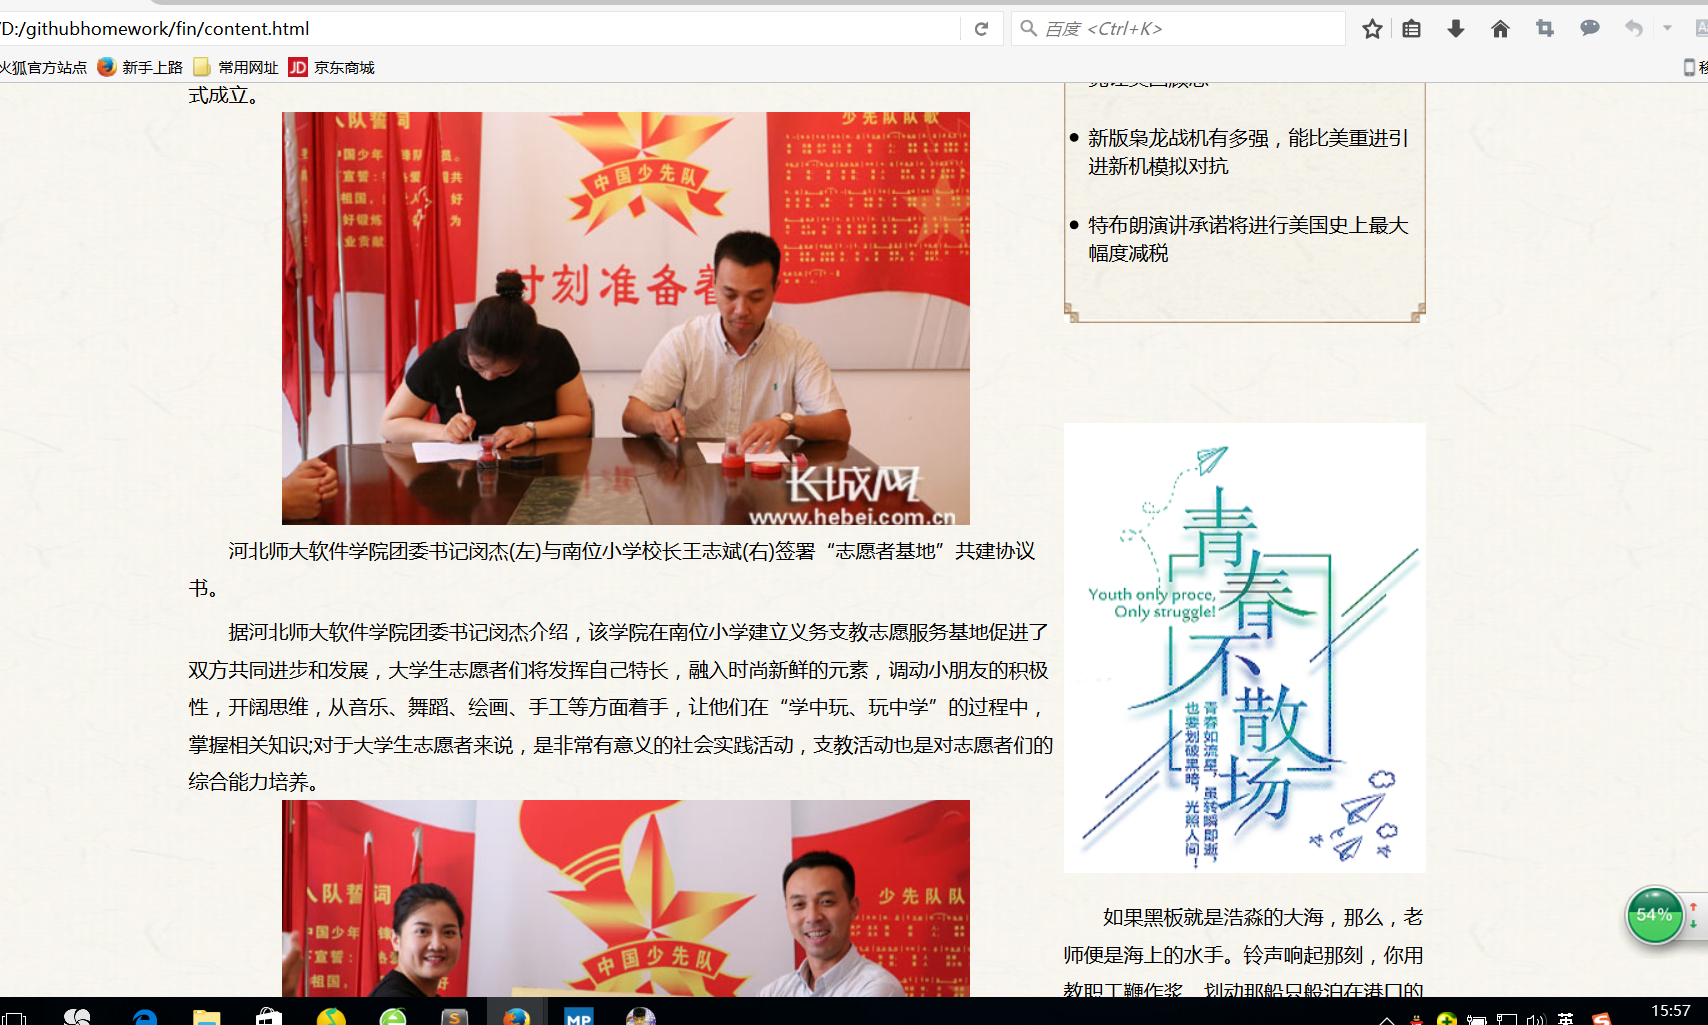 /D:/githubhomework/fin/content.html
百度 <Ctrl+K>
火狐官方站点
新手上路
常用网址
JD
京东商城
式成立。
少先队队歌
中国少先队
时刻准备着
长城网
www.hebei.com.cn
河北师大软件学院团委书记闵杰(左)与南位小学校长王志斌(右)签署“志愿者基地”共建协议
书。
据河北师大软件学院团委书记闵杰介绍，该学院在南位小学建立义务支教志愿服务基地促进了
双方共同进步和发展，大学生志愿者们将发挥自己特长，融入时尚新鲜的元素，调动小朋友的积极
性，开阔思维，从音乐、舞蹈、绘画、手工等方面着手，让他们在“学中玩、玩中学”的过程中，
掌握相关知识;对于大学生志愿者来说，是非常有意义的社会实践活动，支教活动也是对志愿者们的
综合能力培养。
入队誓词
少先队队
中国少先队
新版枭龙战机有多强，能比美重进引
进新机模拟对抗
特布朗演讲承诺将进行美国史上最大
幅度减税
青春不散场
Youth only proce,
Only struggle!
青春如流星，虽转瞬即逝，
也要划破黑暗，光照人间！
如果黑板就是浩淼的大海，那么，老
师便是海上的水手。铃声响起那刻，你用
教职工鞭作桨，划动那船只般泊在港口的
54%
S
MP
英
15:57